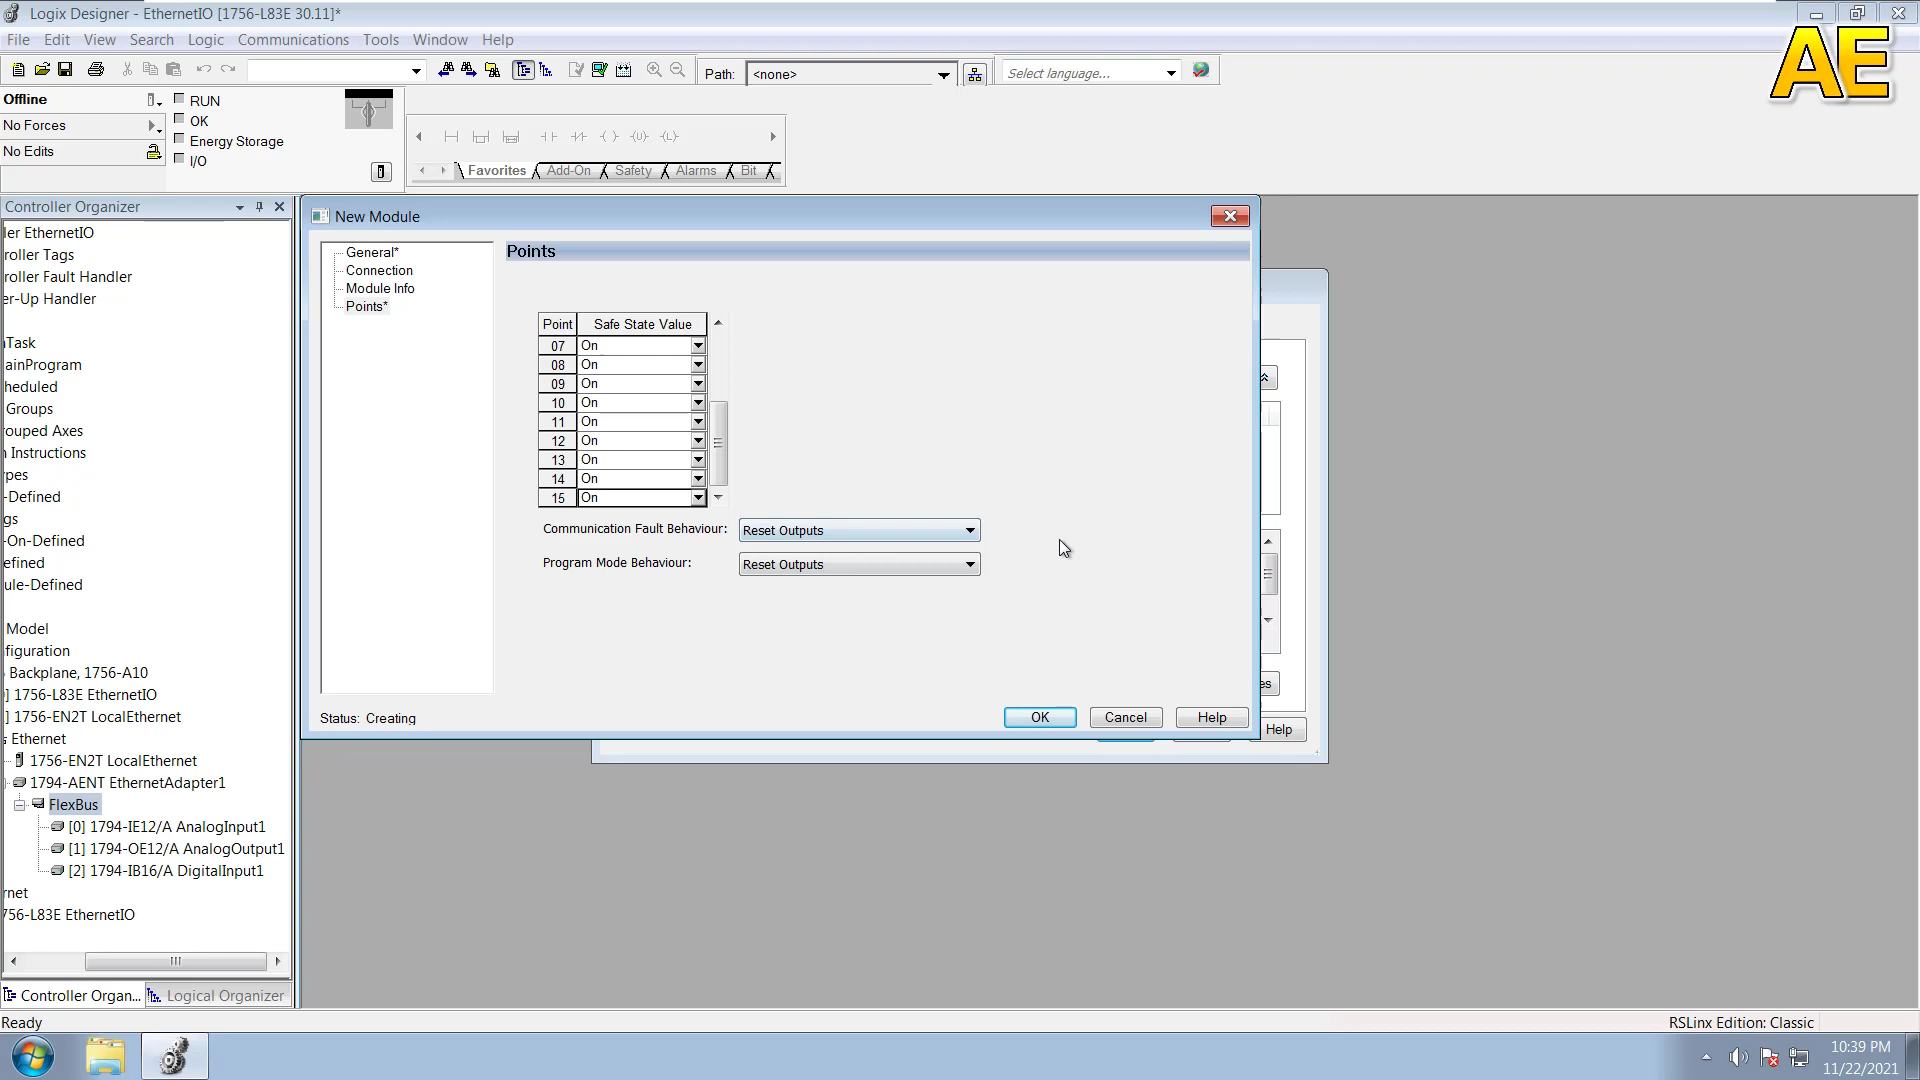 Logix Designer - EthernetIO [1756-L83E 30.11]*
AE
File Edit View Search Logic Communications Tools Window Help
Path: <none>
Select language...
Offline
RUN
No Forces
OK
No Edits
Energy Storage
I/O
Favorites Add-On Safety Alarms Bit
Controller Organizer
ler EthernetIO
roller Tags
roller Fault Handler
er-Up Handler
Task
ainProgram
heduled
Groups
rouped Axes
n Instructions
ypes
-Defined
gs
-On-Defined
efined
ule-Defined
Model
figuration
Backplane, 1756-A10
] 1756-L83E EthernetIO
] 1756-EN2T LocalEthernet
Ethernet
1756-EN2T LocalEthernet
1794-AENT EthernetAdapter1
FlexBus
[0] 1794-IE12/A AnalogInput1
[1] 1794-OE12/A AnalogOutput1
[2] 1794-IB16/A DigitalInput1
rnet
756-L83E EthernetIO
Controller Organ...
Logical Organizer
New Module
General*
Connection
Module Info
Points*
Points
Point Safe State Value
07 On
08 On
09 On
10 On
11 On
12 On
13 On
14 On
15 On
Communication Fault Behaviour: Reset Outputs
Program Mode Behaviour: Reset Outputs
Status: Creating
OK Cancel Help
es
Help
Ready
RSLinx Edition: Classic
10:39 PM
11/22/2021